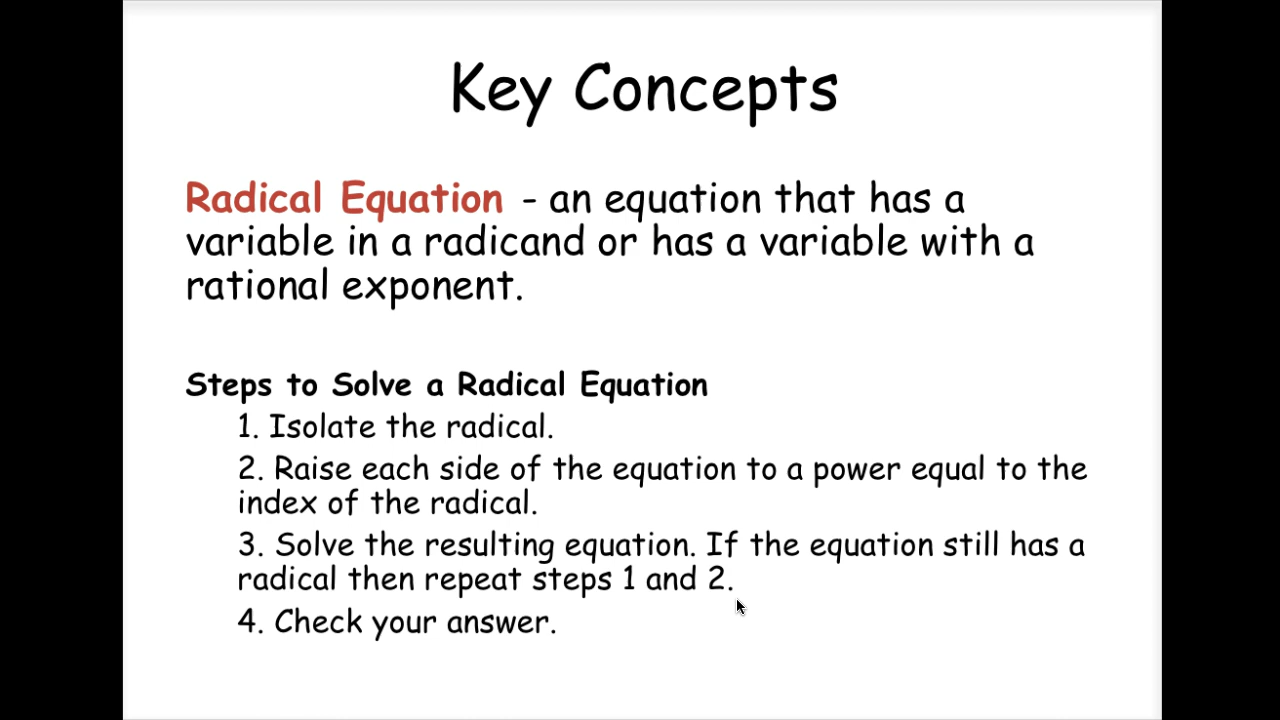 Key Concepts
Radical Equation - an equation that has a
variable in a radicand or has a variable with a
rational exponent.
Steps to Solve a Radical Equation
1. Isolate the radical.
2. Raise each side of the equation to a power equal to the
index of the radical.
3. Solve the resulting equation. If the equation still has a
radical then repeat steps 1 and 2.
4. Check your answer.